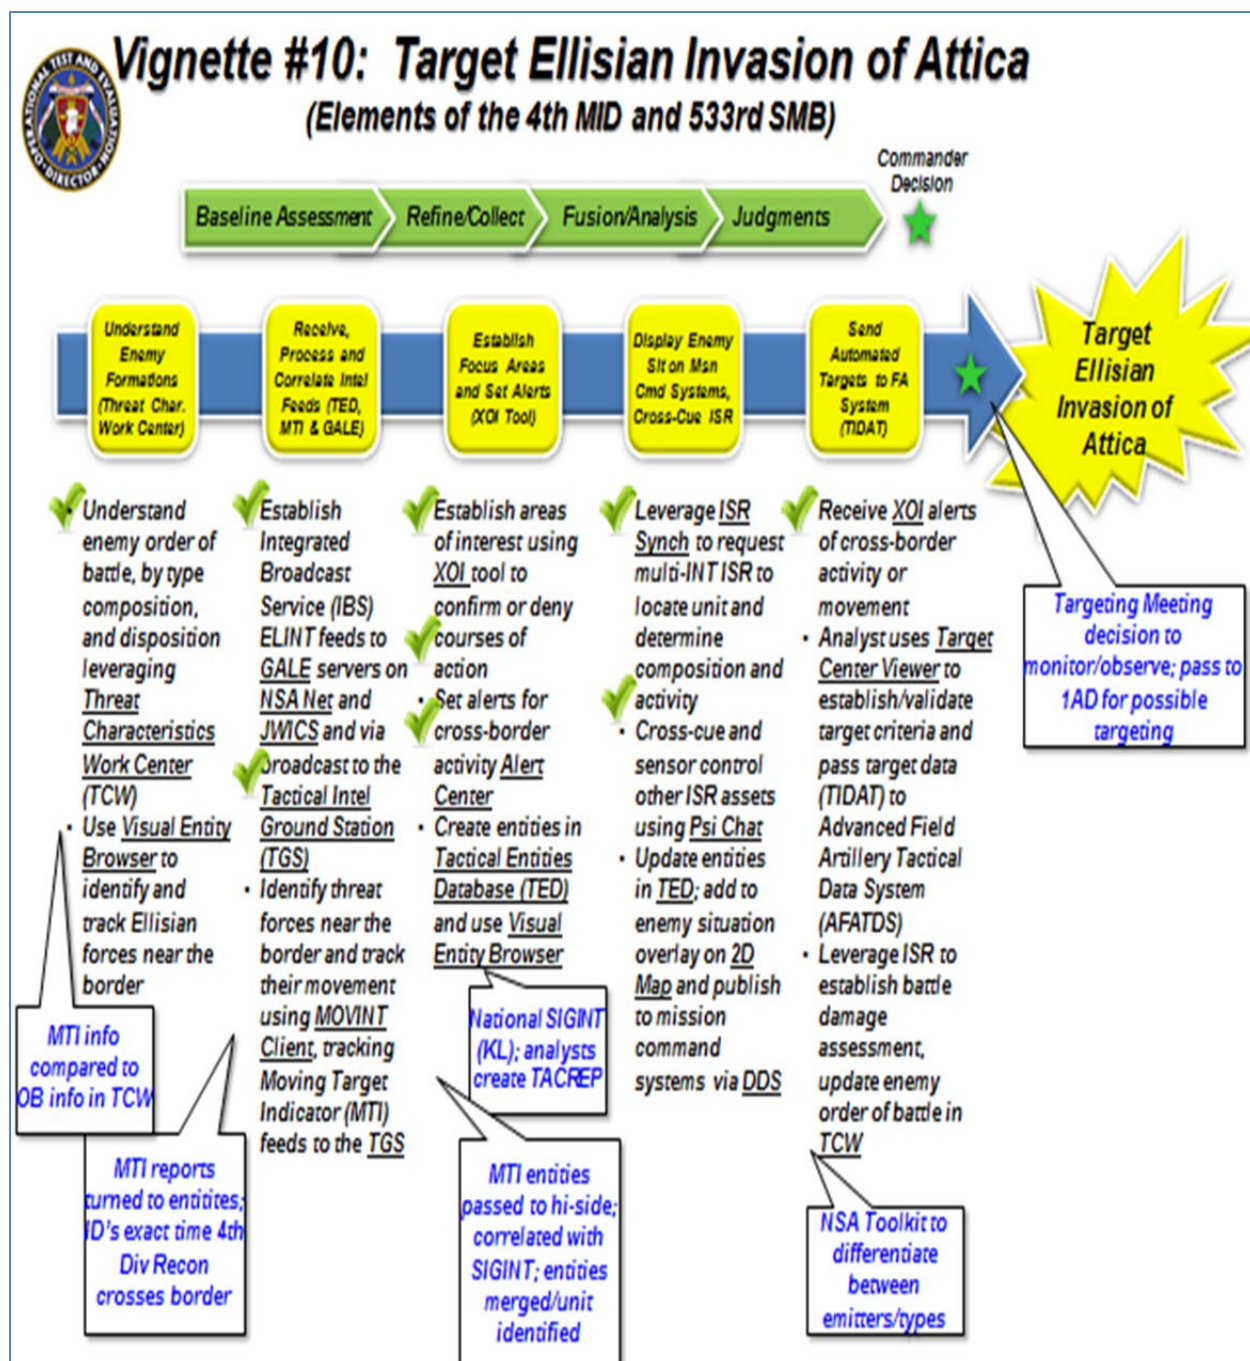 OPERATIONAL TEST AND EVALUATION
DIRECTOR
Vignette #10: Target Ellisian Invasion of Attica
(Elements of the 4th MID and 533rd SMB)
Commander
Decision
Baseline Assessment
Refine/Collect
Fusion/Analysis
Judgments
Understand
Enemy
Formations
(Threat Char.
Work Center)
Receive,
Process and
Correlate Intel
Feeds (TED,
MTI & GALE)
Establish
Focus Areas
and Set Alerts
(XOI Tool)
Display Enemy
Sit on Msn
Cmd Systems,
Cross-Cue ISR
Send
Automated
Targets to FA
System
(TIDAT)
Target
Ellisian
Invasion of
Attica
• Understand
enemy order of
battle, by type
composition,
and disposition
leveraging
Threat
Characteristics
Work Center
(TCW)
• Use Visual Entity
Browser to
identify and
track Ellisian
forces near the
border
Establish
Integrated
Broadcast
Service (IBS)
ELINT feeds to
GALE servers on
NSA Net and
JWICS and via
broadcast to the
Tactical Intel
Ground Station
(TGS)
• Identify threat
forces near the
border and track
their movement
using MOVINT
Client, tracking
Moving Target
Indicator (MTI)
feeds to the TGS
Establish areas
of interest using
XOI tool to
confirm or deny
courses of
action
• Set alerts for
cross-border
activity Alert
Center
• Create entities in
Tactical Entities
Database (TED)
and use Visual
Entity Browser
Leverage ISR
Synch to request
multi-INT ISR to
locate unit and
determine
composition and
activity
• Cross-cue and
sensor control
other ISR assets
using Psi Chat
• Update entities
in TED; add to
enemy situation
overlay on 2D
Map and publish
to mission
command
systems via DDS
Receive XOI alerts
of cross-border
activity or
movement
• Analyst uses Target
Center Viewer to
establish/validate
target criteria and
pass target data
(TIDAT) to
Advanced Field
Artillery Tactical
Data System
(AFATDS)
• Leverage ISR to
establish battle
damage
assessment,
update enemy
order of battle in
TCW
Targeting Meeting
decision to
monitor/observe; pass to
1AD for possible
targeting
MTI info
compared to
OB info in TCW
MTI reports
turned to entitites;
ID's exact time 4th
Div Recon
crosses border
National SIGINT
(KL); analysts
create TACREP
MTI entities
passed to hi-side;
correlated with
SIGINT; entities
merged/unit
identified
NSA Toolkit to
differentiate
between
emitters/types